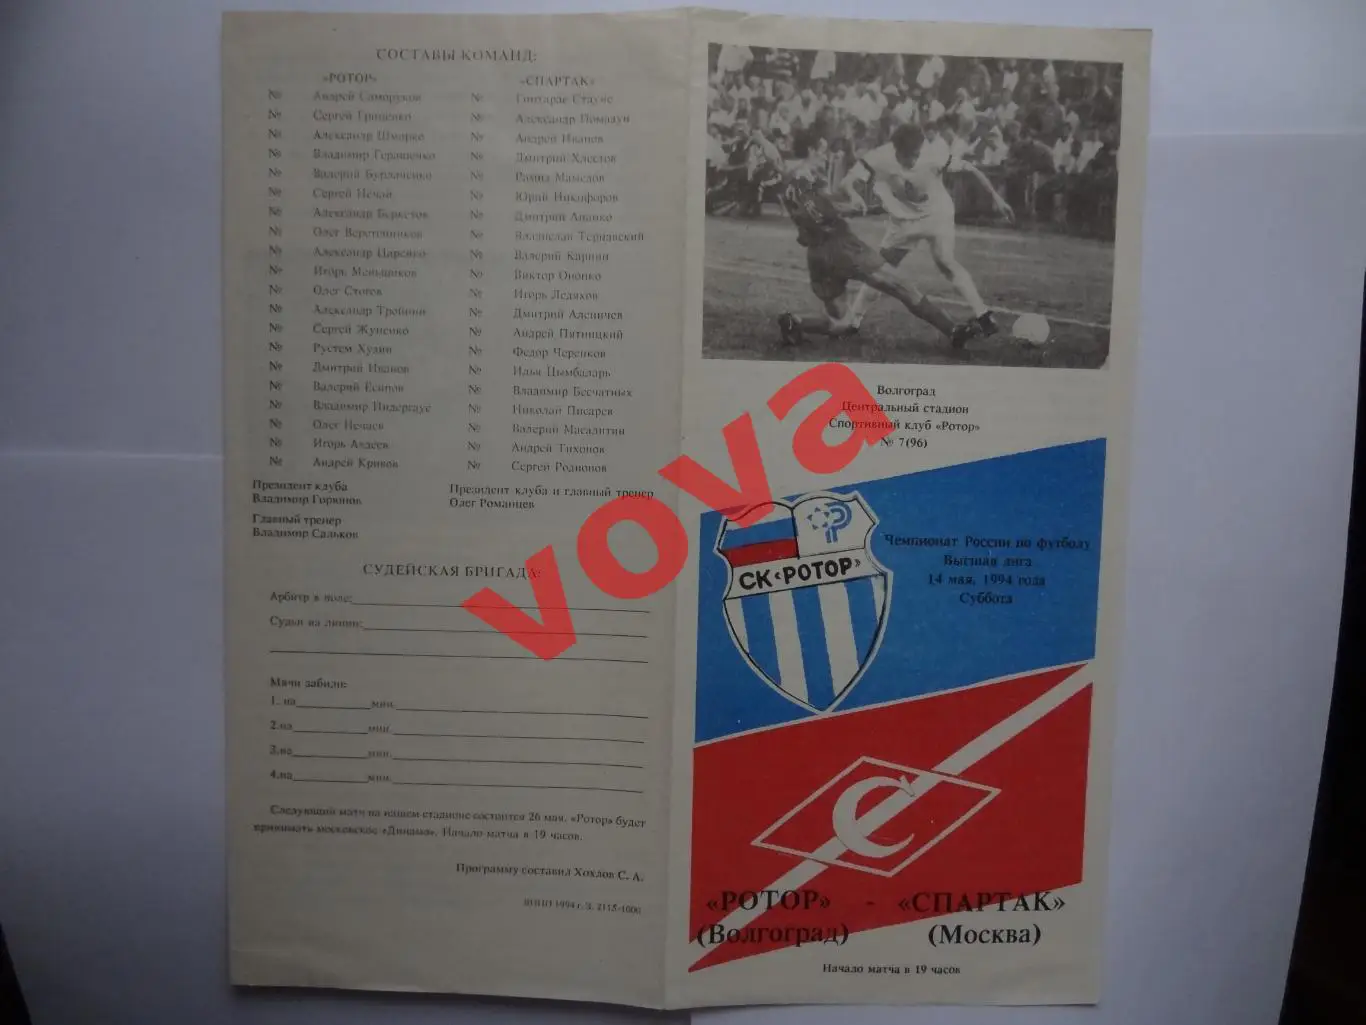 СОСТАВЫ КОМАНД:
«РОТОР» «СПАРТАК»
№ Андрей Саморуков № Гинтарас Стауче
№ Сергей Гриценко № Александр Помазун
№ Александр Шмарко № Андрей Иванов
№ Владимир Геращенко № Дмитрий Хлестов
№ Валерий Бурлаченко № Рамиз Мамедов
№ Сергей Нечай № Юрий Никифоров
№ Александр Беркетов № Дмитрий Ананко
№ Олег Веретенников № Владислав Тернавский
№ Александр Царенко № Валерий Карпин
№ Игорь Меньщиков № Виктор Онопко
№ Олег Стогов № Игорь Ледяхов
№ Александр Троинин № Дмитрий Аленичев
№ Сергей Жуненко № Андрей Пятницкий
№ Рустем Хузин № Федор Черенков
№ Дмитрий Иванов № Илья Цымбаларь
№ Валерий Есипов № Владимир Бесчатных
№ Владимир Нидергаус № Николай Писарев
№ Олег Нечаев № Валерий Масалитин
№ Игорь Авдеев № Андрей Тихонов
№ Андрей Кривов № Сергей Родионов
Президент клуба
Владимир Горюнов
Президент клуба и главный тренер
Олег Романцев
Главный тренер
Владимир Сальков
СУДЕЙСКАЯ БРИГАДА:
Арбитр в поле:
Судьи на линии:
Мячи забили:
1. на мин.
2.на мин.
3.на мин.
4.на мин.
Следующий матч на нашем стадионе состоится 26 мая. «Ротор» будет
принимать московское «Динамо». Начало матча в 19 часов.
Программу составил Хохлов С. А.
1994 г. З. 2115-1000
Волгоград
Центральный стадион
Спортивный клуб «Ротор»
№ 7(96)
СК«РОТОР»
Чемпионат России по футболу
Высшая лига
14 мая, 1994 года
Суббота
С
«РОТОР» - «СПАРТАК»
(Волгоград) (Москва)
Начало матча в 19 часов
vova